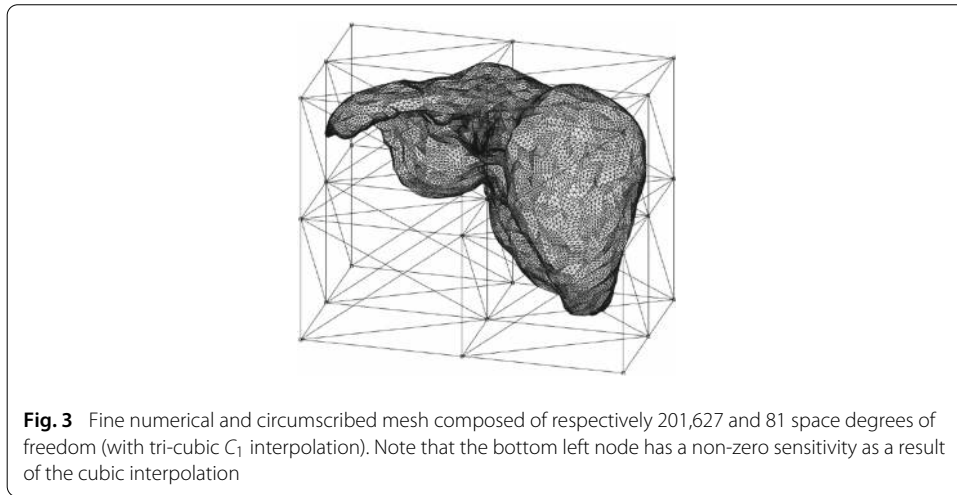 Fig. 3 Fine numerical and circumscribed mesh composed of respectively 201,627 and 81 space degrees of
freedom (with tri-cubic C1 interpolation). Note that the bottom left node has a non-zero sensitivity as a result
of the cubic interpolation